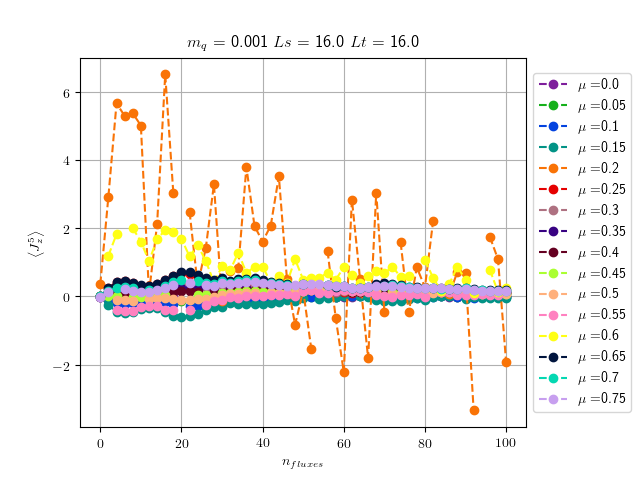 m_q = 0.001 Ls = 16.0 Lt = 16.0
⟨J_z^5⟩
6
4
2
0
−2
0
20
40
60
80
100
n_fluxes
μ =0.0
μ =0.05
μ =0.1
μ =0.15
μ =0.2
μ =0.25
μ =0.3
μ =0.35
μ =0.4
μ =0.45
μ =0.5
μ =0.55
μ =0.6
μ =0.65
μ =0.7
μ =0.75